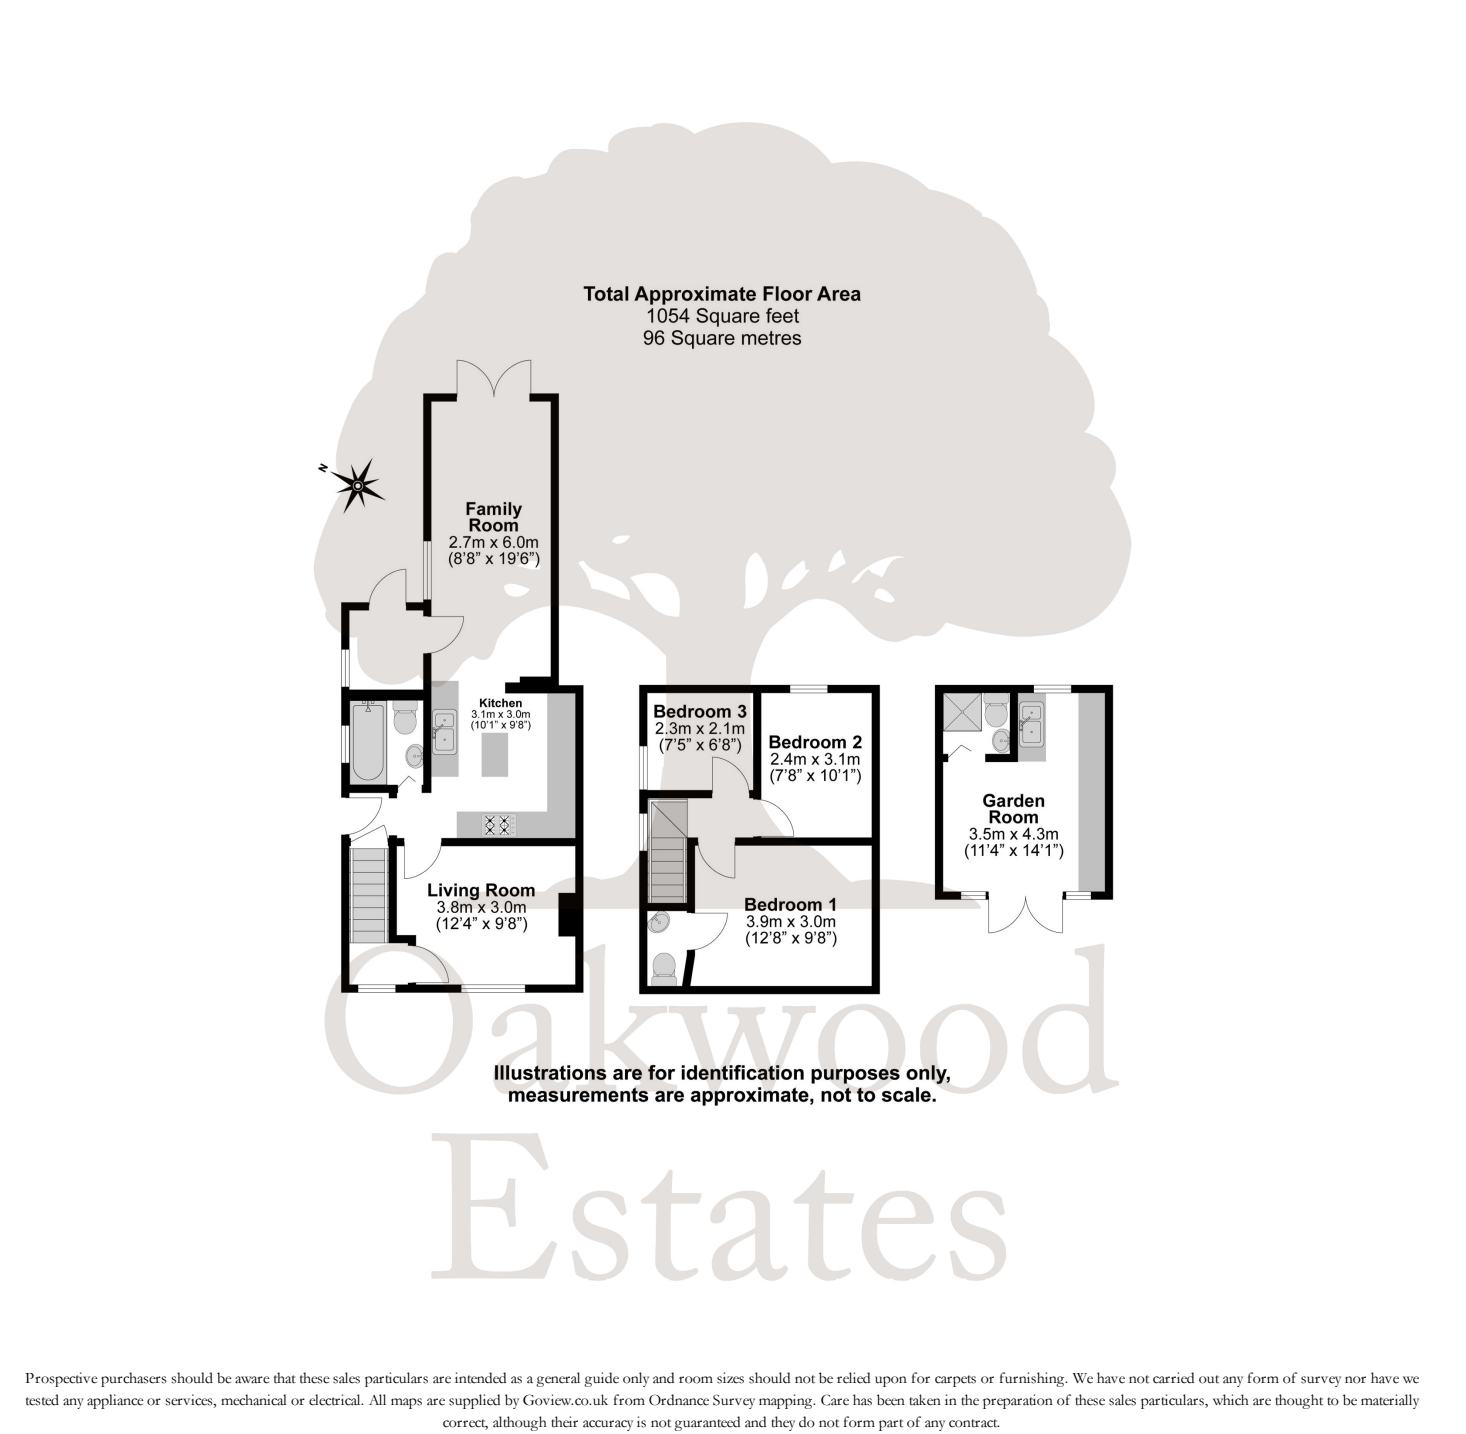 Total Approximate Floor Area
1054 Square feet
96 Square metres
N
Family
Room
2.7m x 6.0m
(8’8” x 19’6”)
Kitchen
3.1m x 3.0m
(10’1” x 9’8”)
Living Room
3.8m x 3.0m
(12’4” x 9’8”)
Bedroom 3
2.3m x 2.1m
(7’5” x 6’8”)
Bedroom 2
2.4m x 3.1m
(7’8” x 10’1”)
Bedroom 1
3.9m x 3.0m
(12’8” x 9’8”)
Garden
Room
3.5m x 4.3m
(11’4” x 14’1”)
Oakwood
Estates
Illustrations are for identification purposes only,
measurements are approximate, not to scale.
Prospective purchasers should be aware that these sales particulars are intended as a general guide only and room sizes should not be relied upon for carpets or furnishing. We have not carried out any form of survey nor have we
tested any appliance or services, mechanical or electrical. All maps are supplied by Goview.co.uk from Ordnance Survey mapping. Care has been taken in the preparation of these sales particulars, which are thought to be materially
correct, although their accuracy is not guaranteed and they do not form part of any contract.